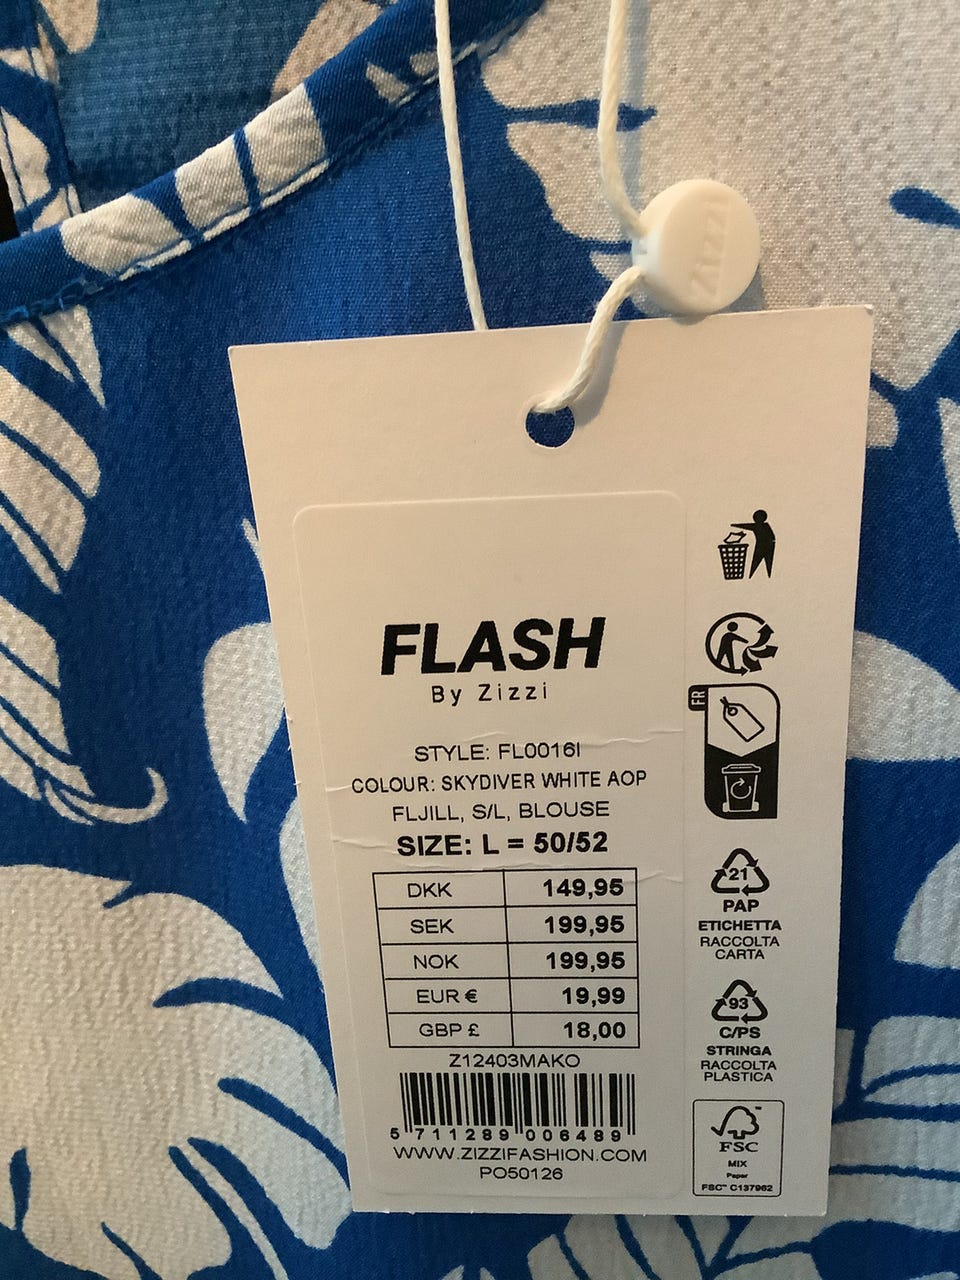 Zizzi
FLASH
By Zizzi
STYLE: FL0016I
COLOUR: SKYDIVER WHITE AOP
FLJILL, S/L, BLOUSE
SIZE: L = 50/52
DKK 149,95
SEK 199,95
NOK 199,95
EUR € 19,99
GBP £ 18,00
Z12403MAKO
5 711289 006489
WWW.ZIZZIFASHION.COM
PO50126
FR
21
PAP
ETICHETTA
RACCOLTA
CARTA
93
C/PS
STRINGA
RACCOLTA
PLASTICA
FSC
MIX
Paper
FSC™ C137962